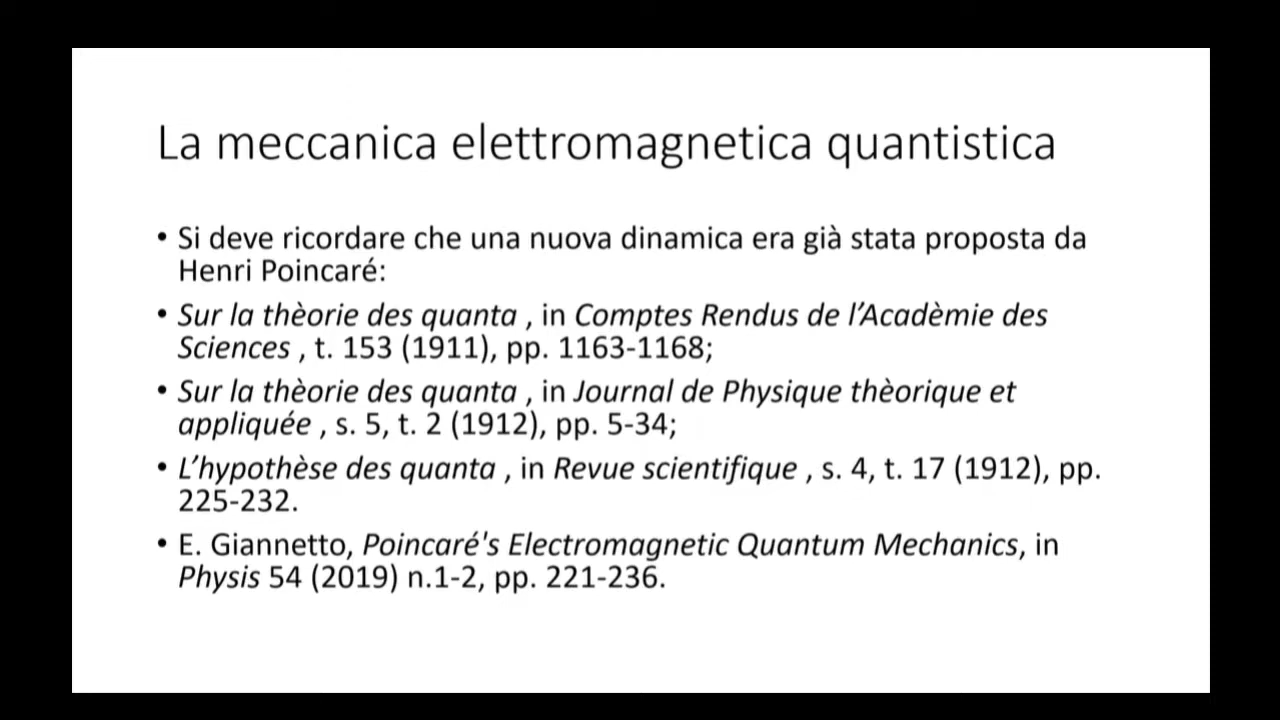 La meccanica elettromagnetica quantistica
• Si deve ricordare che una nuova dinamica era già stata proposta da
Henri Poincaré:
• Sur la thèorie des quanta , in Comptes Rendus de l’Acadèmie des
Sciences , t. 153 (1911), pp. 1163-1168;
• Sur la thèorie des quanta , in Journal de Physique thèorique et
appliquée , s. 5, t. 2 (1912), pp. 5-34;
• L’hypothèse des quanta , in Revue scientifique , s. 4, t. 17 (1912), pp.
225-232.
• E. Giannetto, Poincaré's Electromagnetic Quantum Mechanics, in
Physis 54 (2019) n.1-2, pp. 221-236.